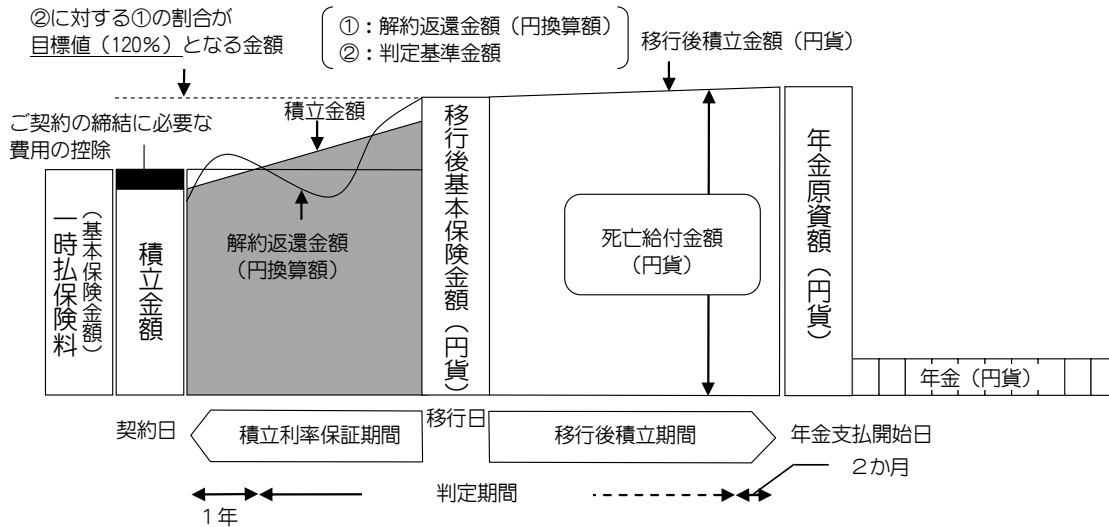 ②に対する①の割合が
目標値（120%）となる金額
①：解約返還金額（円換算額）
②：判定基準金額
移行後積立金額（円貨）
積立金額
ご契約の締結に必要な
費用の控除
一時払保険料
（基本保険金額）
積立金額
解約返還金額
（円換算額）
移行後基本保険金額（円貨）
死亡給付金額
（円貨）
年金原資額（円貨）
年金（円貨）
契約日
積立利率保証期間
移行日
移行後積立期間
年金支払開始日
２か月
判定期間
１年